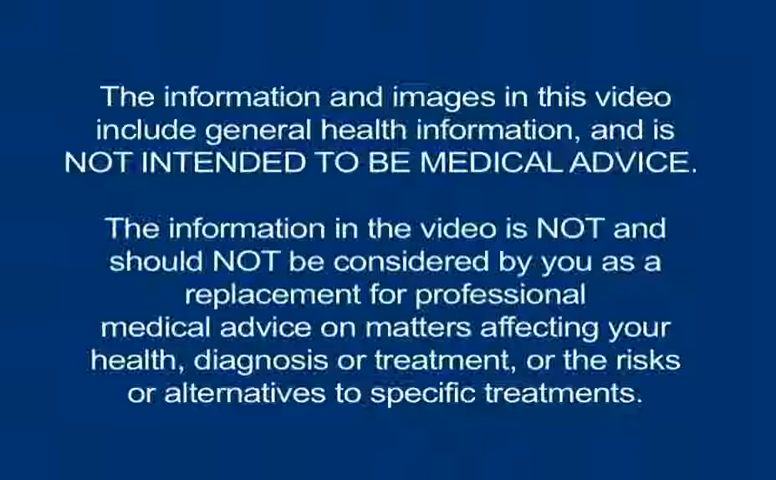 The information and images in this video
include general health information, and is
NOT INTENDED TO BE MEDICAL ADVICE.
The information in the video is NOT and
should NOT be considered by you as a
replacement for professional
medical advice on matters affecting your
health, diagnosis or treatment, or the risks
or alternatives to specific treatments.